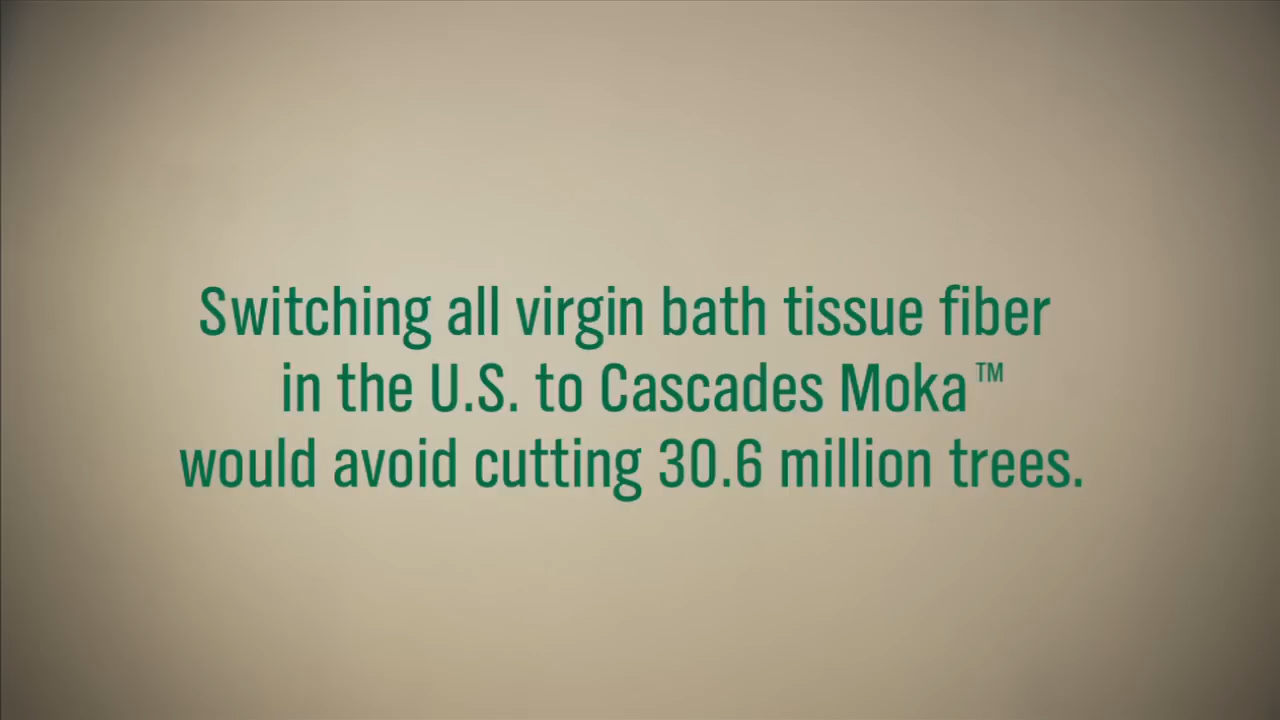 Switching all virgin bath tissue fiber
in the U.S. to Cascades Moka™
would avoid cutting 30.6 million trees.